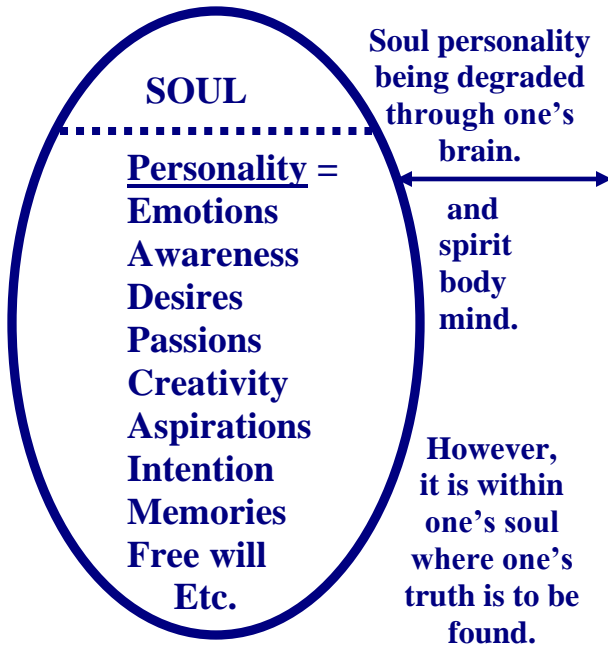 SOUL
Personality =
Emotions
Awareness
Desires
Passions
Creativity
Aspirations
Intention
Memories
Free will
Etc.
Soul personality
being degraded
through one’s
brain.
and
spirit
body
mind.
However,
it is within
one’s soul
where one’s
truth is to be
found.